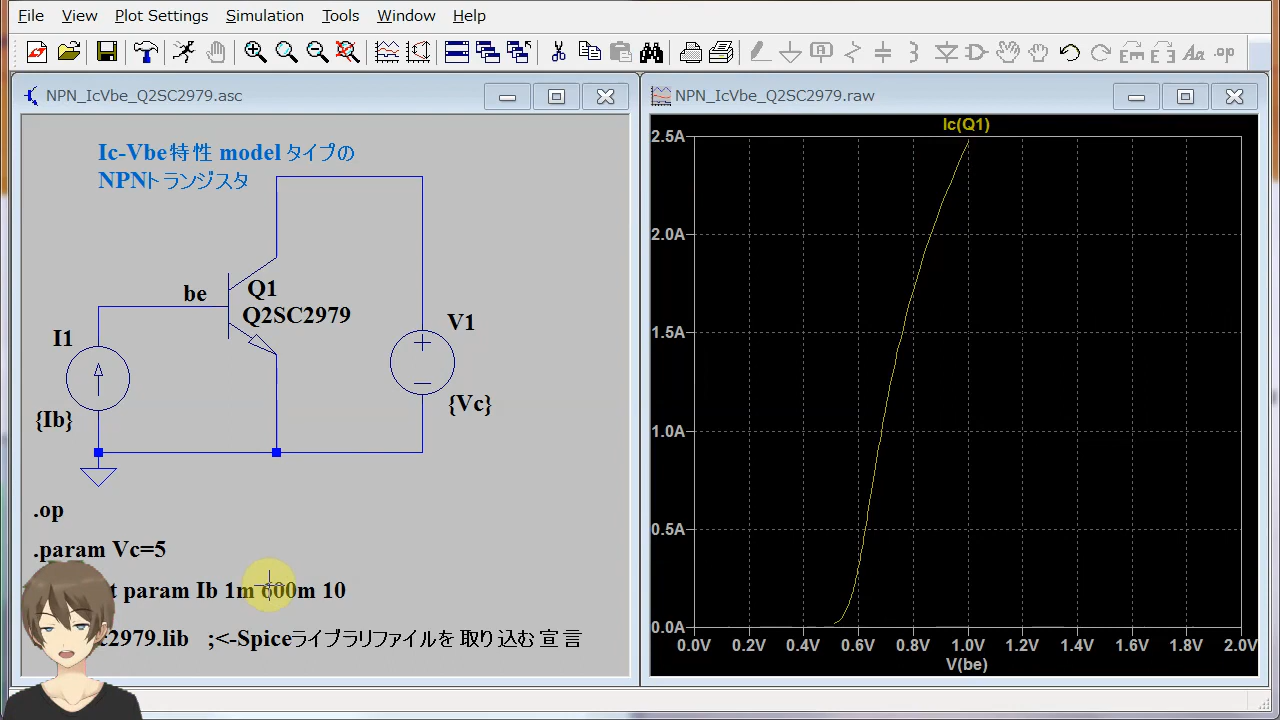 File View Plot Settings Simulation Tools Window Help
.op
NPN_IcVbe_Q2SC2979.asc
Ic-Vbe特性 model タイプの
NPNトランジスタ
be
Q1
Q2SC2979
I1
V1
{Ib}
{Vc}
.op
.param Vc=5
param Ib 1m 600m 10
2979.lib ;<-Spiceライブラリファイルを取り込む宣言
NPN_IcVbe_Q2SC2979.raw
Ic(Q1)
2.5A
2.0A
1.5A
1.0A
0.5A
0.0A
0.0V 0.2V 0.4V 0.6V 0.8V 1.0V 1.2V 1.4V 1.6V 1.8V 2.0V
V(be)